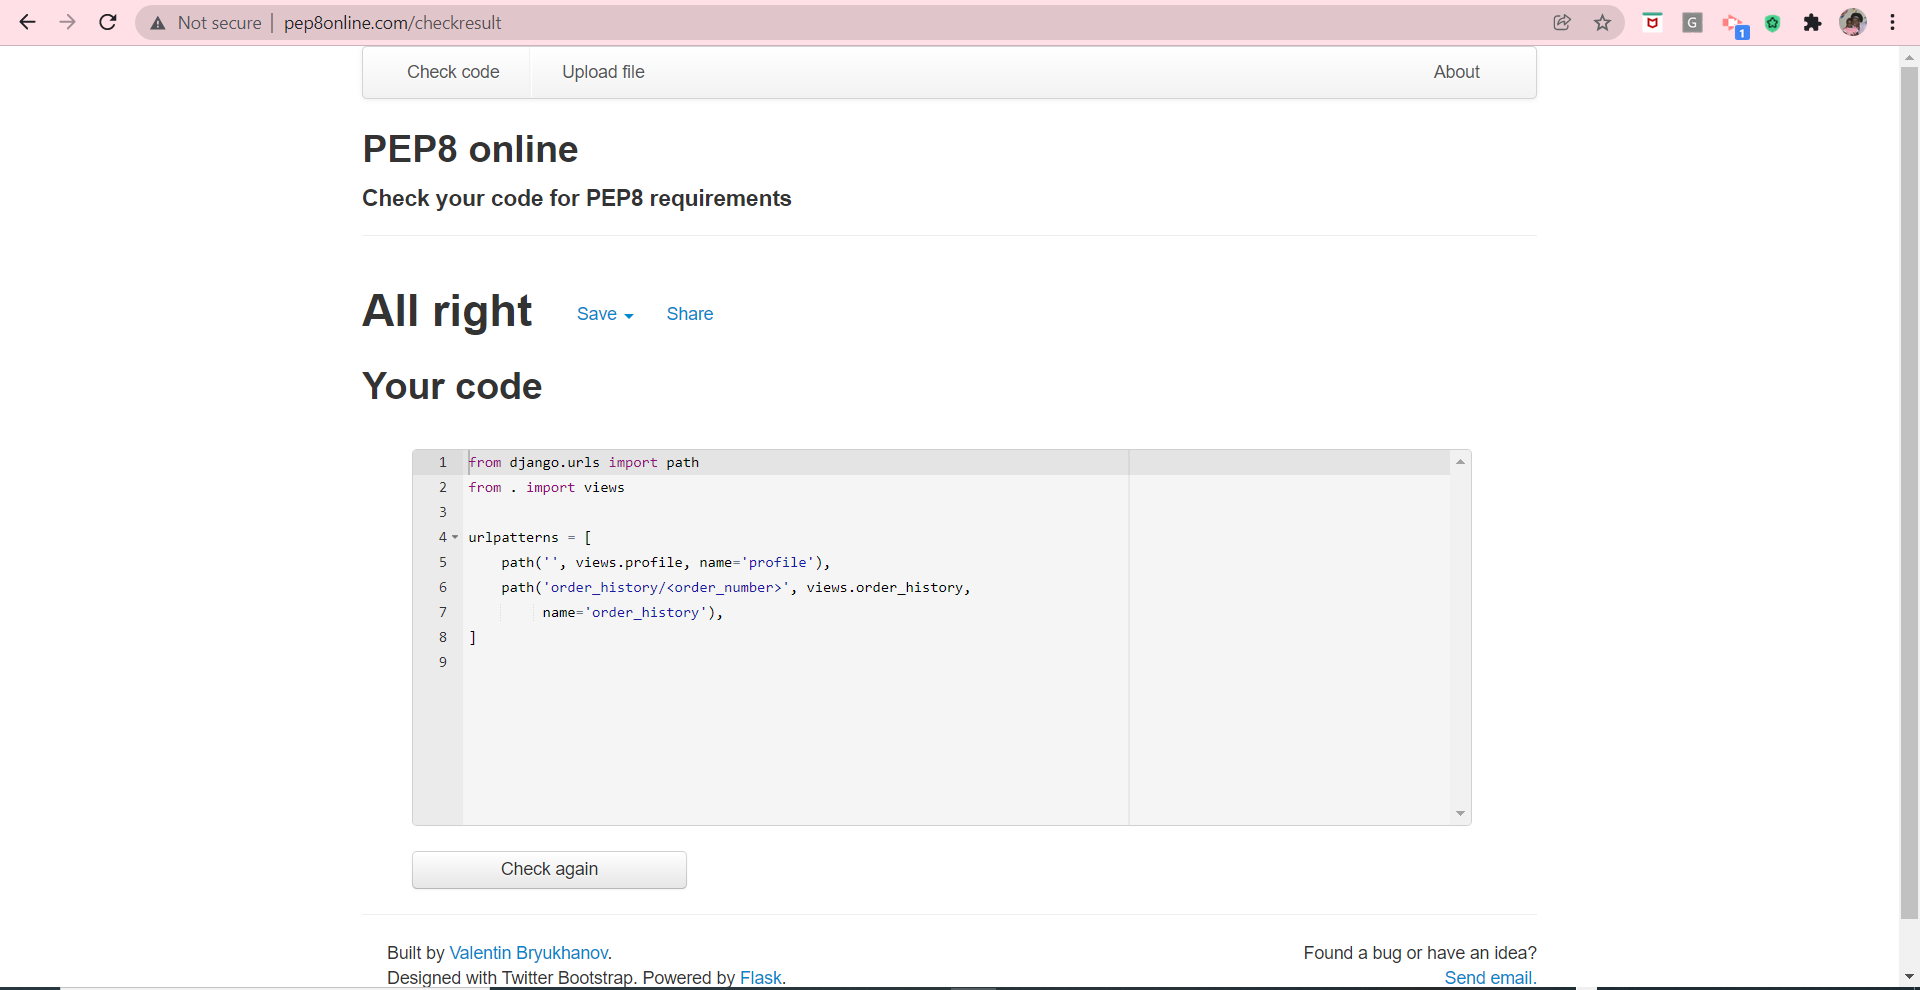 Not secure | pep8online.com/checkresult
G
1
Check code
Upload file
About
PEP8 online
Check your code for PEP8 requirements
All right
Save
Share
Your code
1 from django.urls import path
2 from . import views
3
4 urlpatterns = [
5     path('', views.profile, name='profile'),
6     path('order_history/<order_number>', views.order_history,
7          name='order_history'),
8 ]
9
Check again
Built by Valentin Bryukhanov.
Designed with Twitter Bootstrap. Powered by Flask.
Found a bug or have an idea?
Send email.